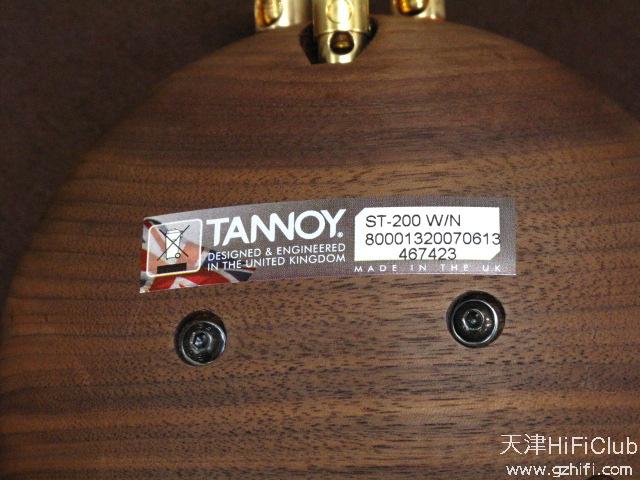 TANNOY®
DESIGNED & ENGINEERED
IN THE UNITED KINGDOM
ST-200 W/N
80001320070613
467423
MADE IN THE UK
天津HiFiClub
www.gzhifi.com